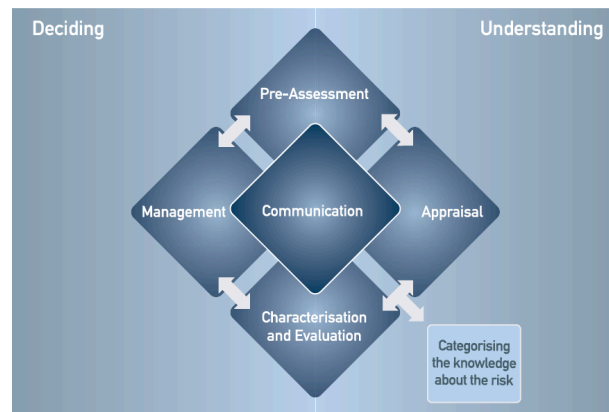 Deciding
Understanding
Pre-Assessment
Management
Communication
Appraisal
Characterisation
and Evaluation
Categorising
the knowledge
about the risk